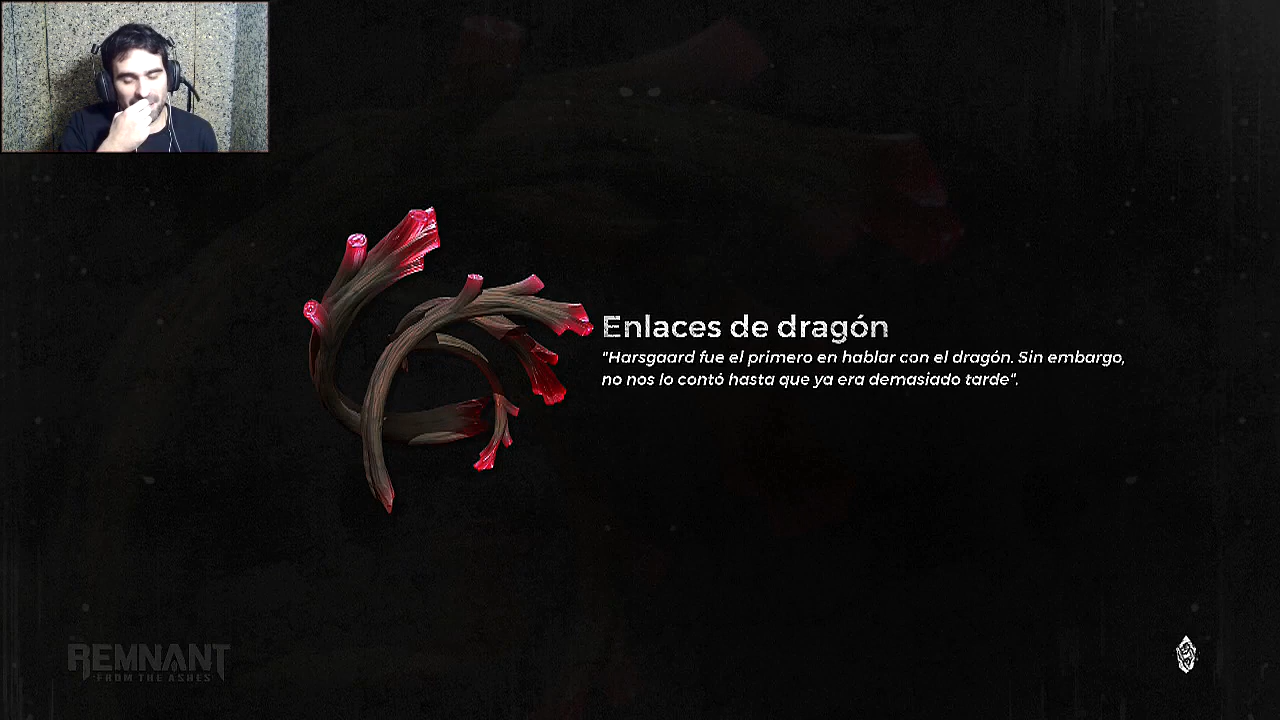 Enlaces de dragón
"Harsgaard fue el primero en hablar con el dragón. Sin embargo,
no nos lo contó hasta que ya era demasiado tarde".
REMNANT
FROM THE ASHES